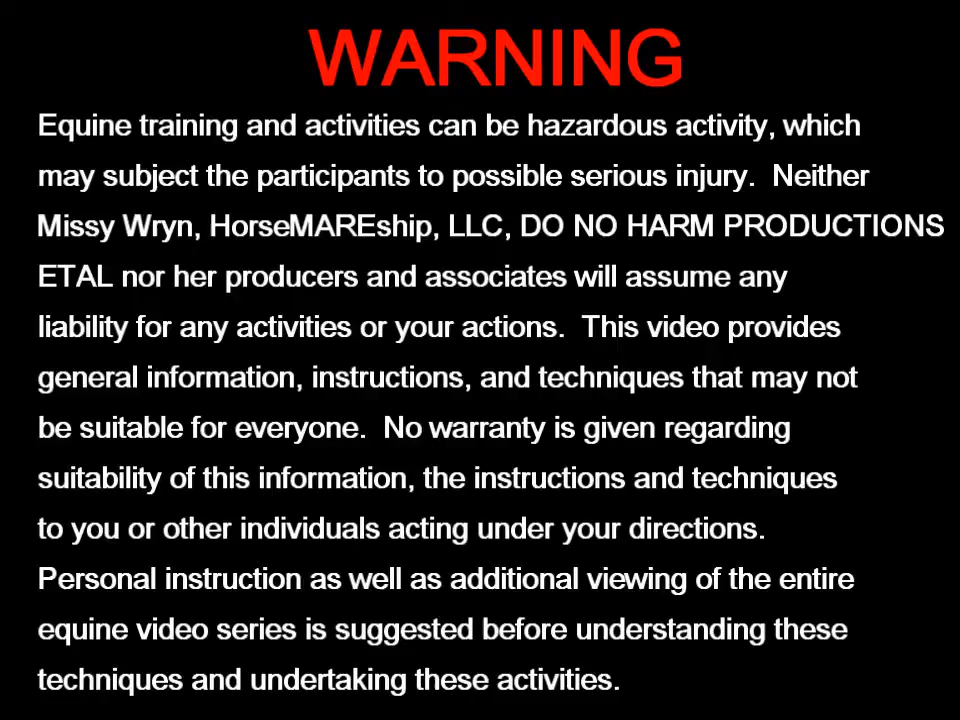 WARNING
Equine training and activities can be hazardous activity, which
may subject the participants to possible serious injury.  Neither
Missy Wryn, HorseMAREship, LLC, DO NO HARM PRODUCTIONS
ETAL nor her producers and associates will assume any
liability for any activities or your actions.  This video provides
general information, instructions, and techniques that may not
be suitable for everyone.  No warranty is given regarding
suitability of this information, the instructions and techniques
to you or other individuals acting under your directions.
Personal instruction as well as additional viewing of the entire
equine video series is suggested before understanding these
techniques and undertaking these activities.